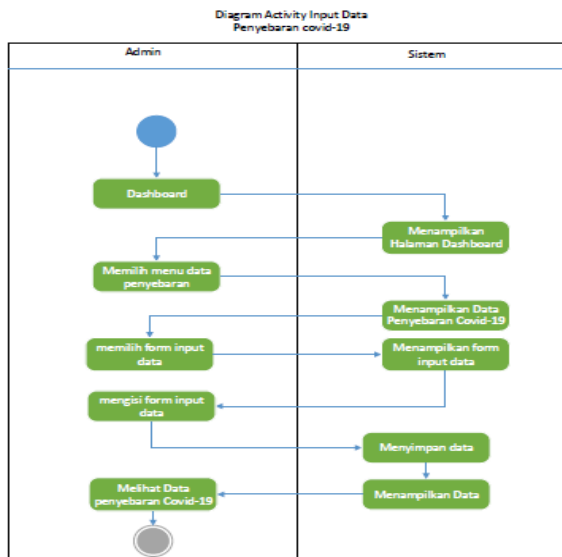 Diagram Activity Input Data
Penyebaran covid-19
Admin
Sistem
Dashboard
Menampilkan
Halaman Dashboard
Memilih menu data
penyebaran
Menampilkan Data
Penyebaran Covid-19
memilih form input
data
Menampilkan form
input data
mengisi form input
data
Menyimpan data
Melihat Data
penyebaran Covid-19
Menampilkan Data